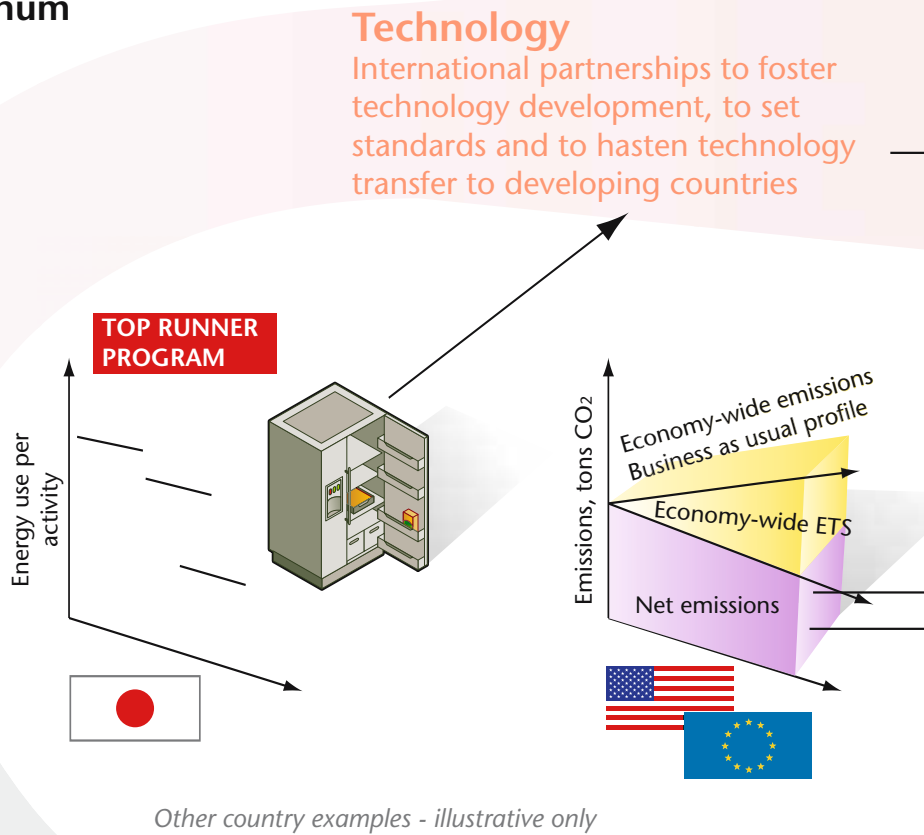 Technology
International partnerships to foster
technology development, to set
standards and to hasten technology
transfer to developing countries
TOP RUNNER
PROGRAM
Energy use per
activity
Emissions, tons CO2
Economy-wide emissions
Business as usual profile
Economy-wide ETS
Net emissions
Other country examples - illustrative only